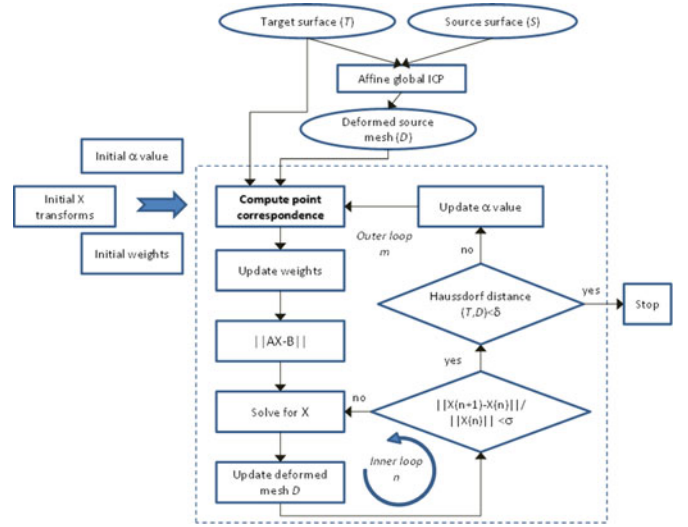 Target surface {T}
Source surface {S}
Affine global ICP
Deformed source
mesh {D}
Initial α value
Initial X
transforms
Initial weights
Compute point
correspondence
Update α value
Outer loop
m
no
Update weights
Haussdorf distance
{T,D}<δ
yes
Stop
||AX-B||
yes
Solve for X
no
||X{n+1}-X{n}||/
||X{n}|| <σ
Update deformed
mesh D
Inner loop
n